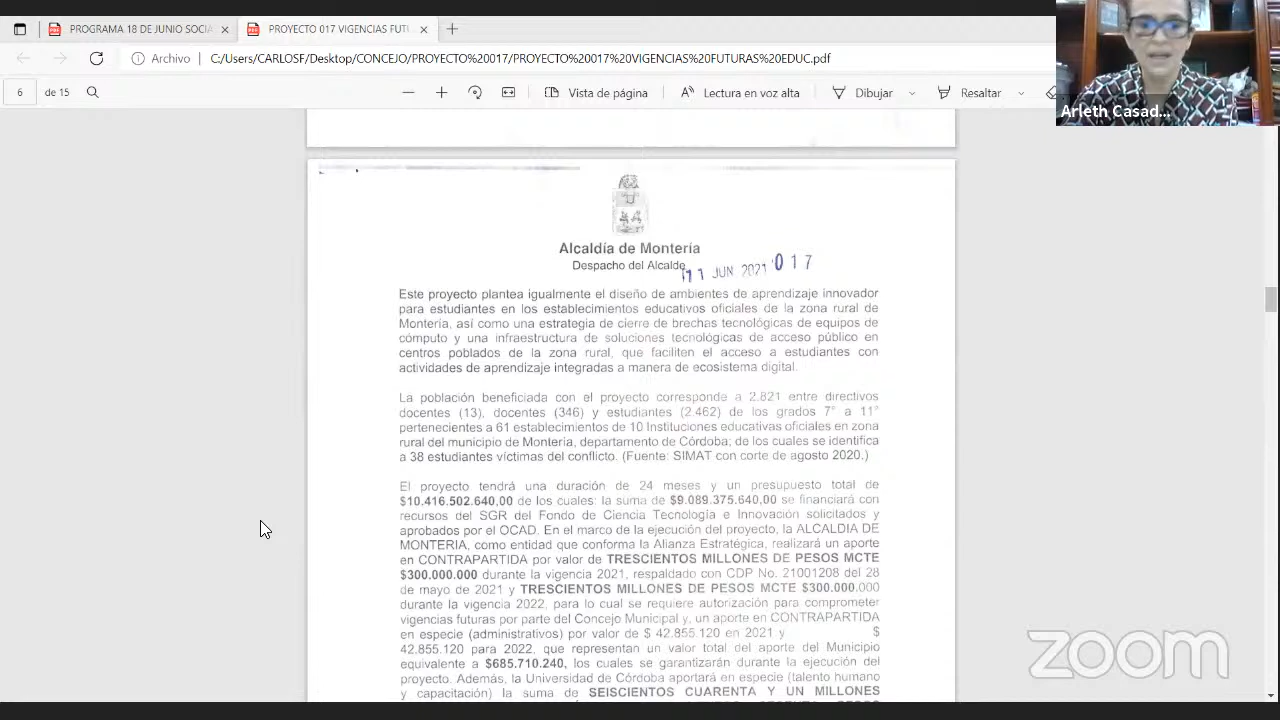 PROGRAMA 18 DE JUNIO SOCIA
PROYECTO 017 VIGENCIAS FUTU
Archivo
C:/Users/CARLOSF/Desktop/CONCEJO/PROYECTO%20017/PROYECTO%20017%20VIGENCIAS%20FUTURAS%20EDUC.pdf
6 de 15
Vista de página
Lectura en voz alta
Dibujar
Resaltar
Arleth Casad...
Alcaldía de Montería
Despacho del Alcalde
11 JUN 2021 017
Este proyecto plantea igualmente el diseño de ambientes de aprendizaje innovador
para estudiantes en los establecimientos educativos oficiales de la zona rural de
Montería, así como una estrategia de cierre de brechas tecnológicas de equipos de
cómputo y una infraestructura de soluciones tecnológicas de acceso público en
centros poblados de la zona rural, que faciliten el acceso a estudiantes con
actividades de aprendizaje integradas a manera de ecosistema digital.
La población beneficiada con el proyecto corresponde a 2.821 entre directivos
docentes (13), docentes (346) y estudiantes (2.462) de los grados 7° a 11°
pertenecientes a 61 establecimientos de 10 Instituciones educativas oficiales en zona
rural del municipio de Montería, departamento de Córdoba; de los cuales se identifica
a 38 estudiantes víctimas del conflicto. (Fuente: SIMAT con corte de agosto 2020.)
El proyecto tendrá una duración de 24 meses y un presupuesto total de
$10.416.502.640,00 de los cuales: la suma de $9.089.375.640,00 se financiará con
recursos del SGR del Fondo de Ciencia Tecnología e Innovación solicitados y
aprobados por el OCAD. En el marco de la ejecución del proyecto, la ALCALDIA DE
MONTERIA, como entidad que conforma la Alianza Estratégica, realizará un aporte
en CONTRAPARTIDA por valor de TRESCIENTOS MILLONES DE PESOS MCTE
$300.000.000 durante la vigencia 2021, respaldado con CDP No. 21001208 del 28
de mayo de 2021 y TRESCIENTOS MILLONES DE PESOS MCTE $300.000.000
durante la vigencia 2022, para lo cual se requiere autorización para comprometer
vigencias futuras por parte del Concejo Municipal y, un aporte en CONTRAPARTIDA
en especie (administrativos) por valor de $ 42.855.120 en 2021 y $
42.855.120 para 2022, que representan un valor total del aporte del Municipio
equivalente a $685.710.240, los cuales se garantizarán durante la ejecución del
proyecto. Además, la Universidad de Córdoba aportará en especie (talento humano
y capacitación) la suma de SEISCIENTOS CUARENTA Y UN MILLONES
zoom